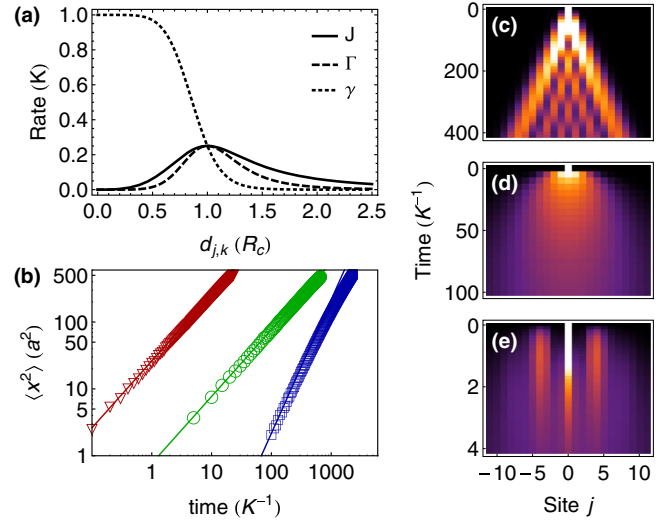 (a)
1.0
0.8
0.6
0.4
0.2
0.0
Rate (K)
J
Γ
γ
0.0 0.5 1.0 1.5 2.0 2.5
d_{j,k} (R_c)
(b)
500
100
50
10
5
1
⟨x²⟩ (a²)
1 10 100 1000
time (K⁻¹)
(c)
0
200
400
(d)
0
50
100
Time (K⁻¹)
(e)
0
2
4
−10 −5 0 5 10
Site j